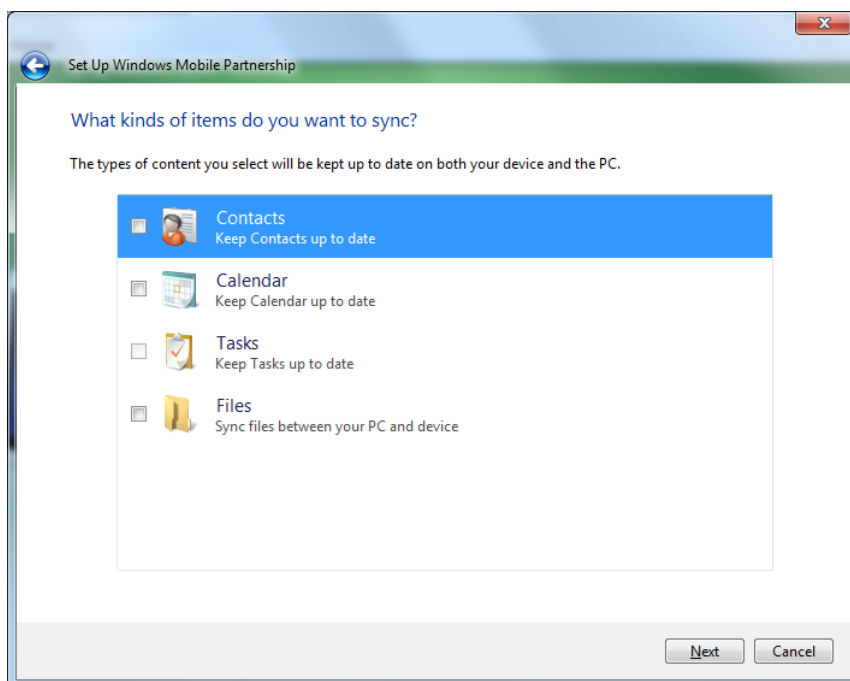 Set Up Windows Mobile Partnership
What kinds of items do you want to sync?
The types of content you select will be kept up to date on both your device and the PC.
Contacts
Keep Contacts up to date
Calendar
Keep Calendar up to date
Tasks
Keep Tasks up to date
Files
Sync files between your PC and device
Next Cancel